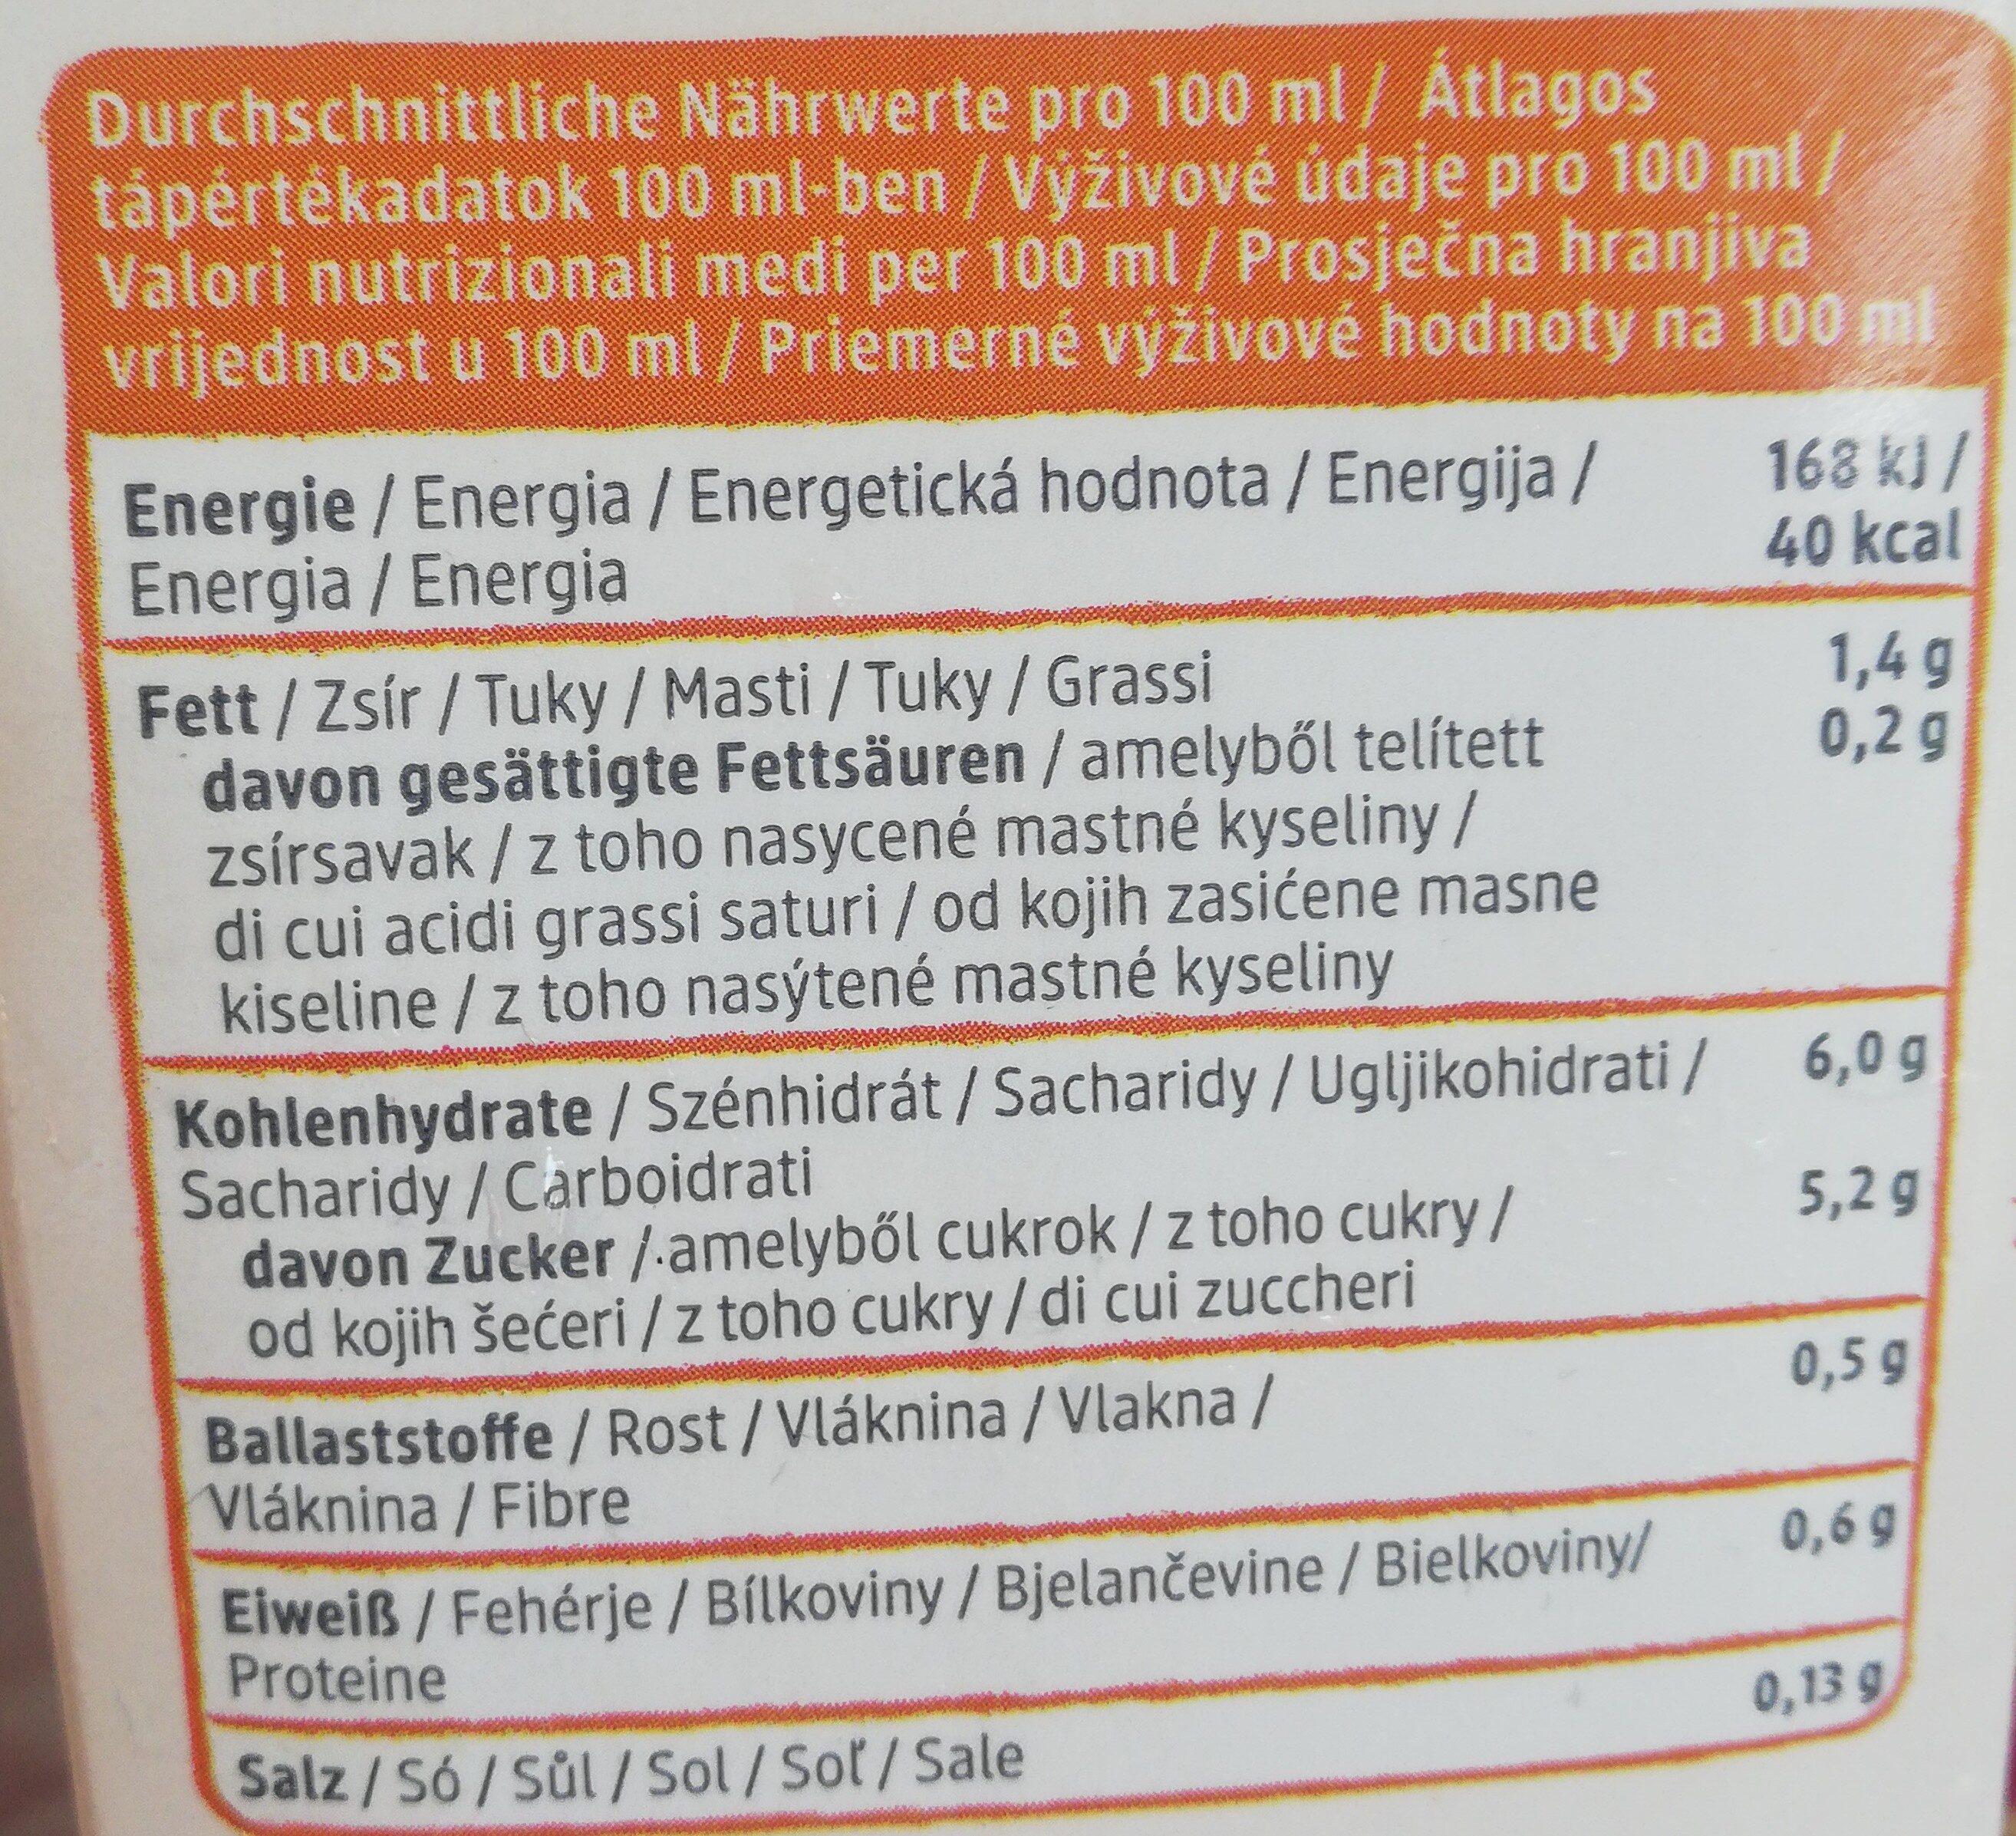 Durchschnittliche Nährwerte pro 100 ml / Átlagos
tápértékadatok 100 ml-ben / Výživové údaje pro 100 ml /
Valori nutrizionali medi per 100 ml / Prosječna hranjiva
vrijednost u 100 ml / Priemerné výživové hodnoty na 100 ml
Energie / Energia / Energetická hodnota / Energija / 168 kJ /
Energia / Energia 40 kcal
Fett / Zsír / Tuky / Masti / Tuky / Grassi 1,4 g
davon gesättigte Fettsäuren / amelyből telített 0,2 g
zsírsavak / z toho nasycené mastné kyseliny /
di cui acidi grassi saturi / od kojih zasićene masne
kiseline / z toho nasýtené mastné kyseliny
Kohlenhydrate / Szénhidrát / Sacharidy / Ugljikohidrati / 6,0 g
Sacharidy / Carboidrati
davon Zucker / amelyből cukrok / z toho cukry / 5,2 g
od kojih šećeri / z toho cukry / di cui zuccheri
Ballaststoffe / Rost / Vláknina / Vlakna / 0,5 g
Vláknina / Fibre
Eiweiß / Fehérje / Bílkoviny / Bjelančevine / Bielkoviny/ 0,6 g
Proteine
Salz / Só / Sůl / Sol / Soľ / Sale 0,13 g